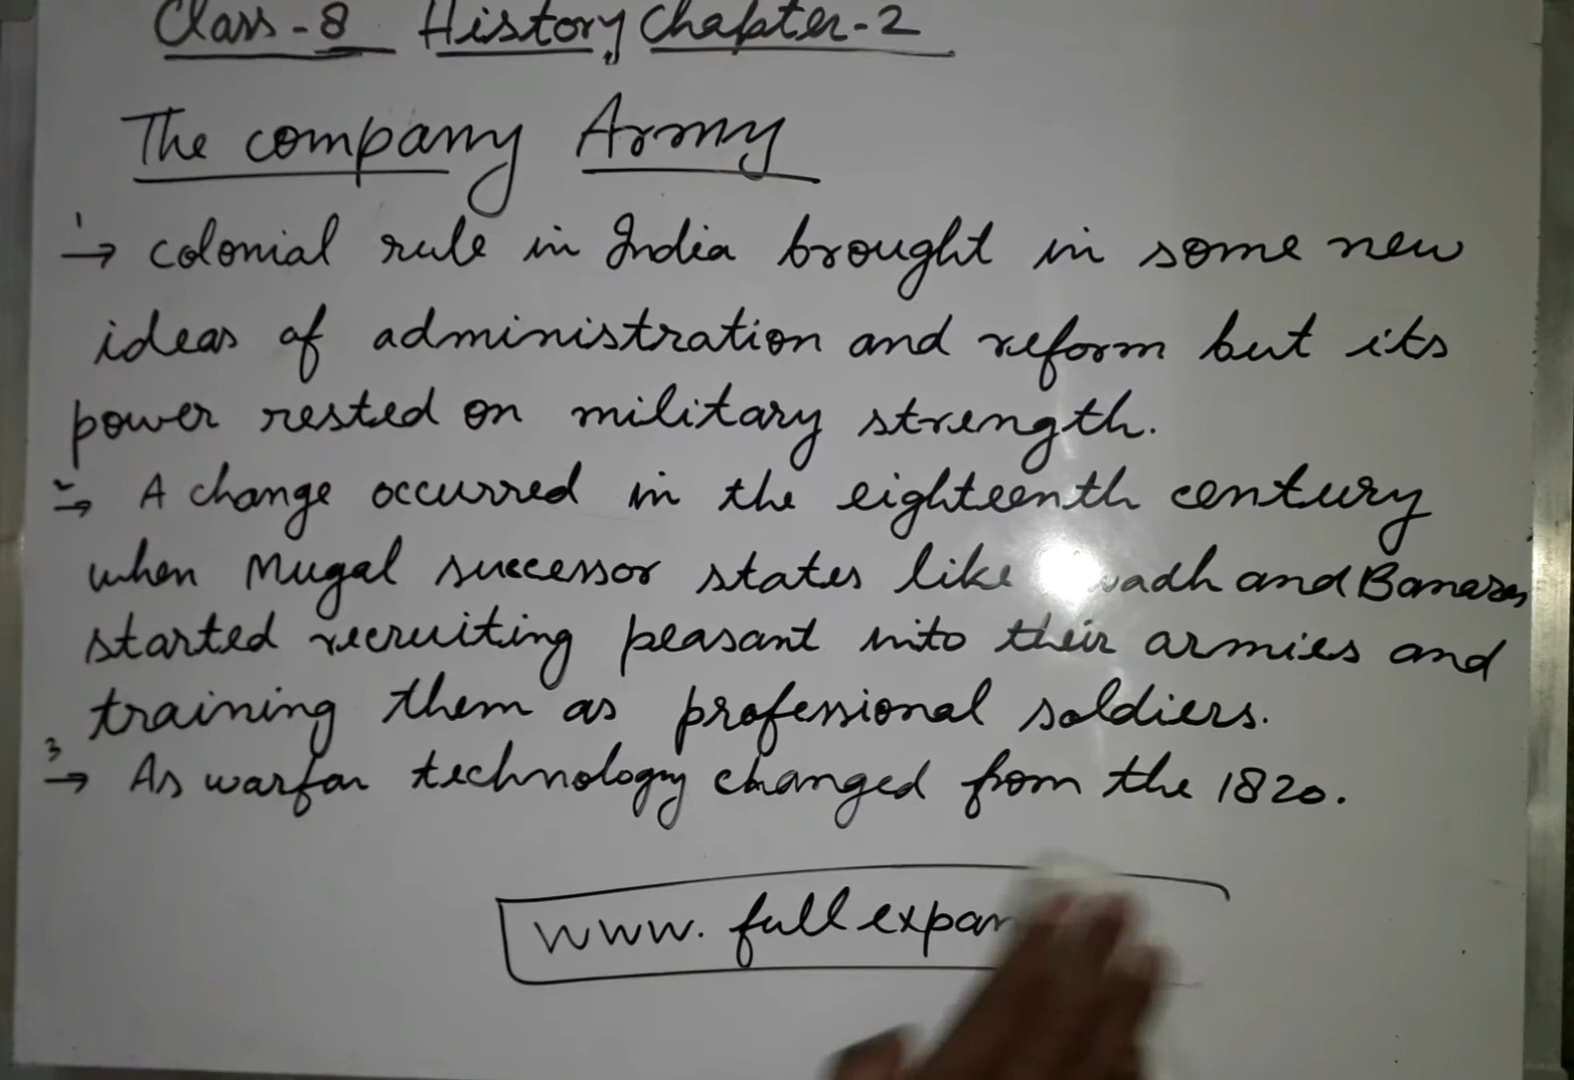 Class-8 History Chapter-2
The company Army
1→ colonial rule in India brought in some new
ideas of administration and reform but its
power rested on military strength.
2→ A change occurred in the eighteenth century
when Mugal successor states like and Banaras
started recruiting peasant into their armies and
training them as professional soldiers.
3→ As warfar technology changed from the 1820.
www. full